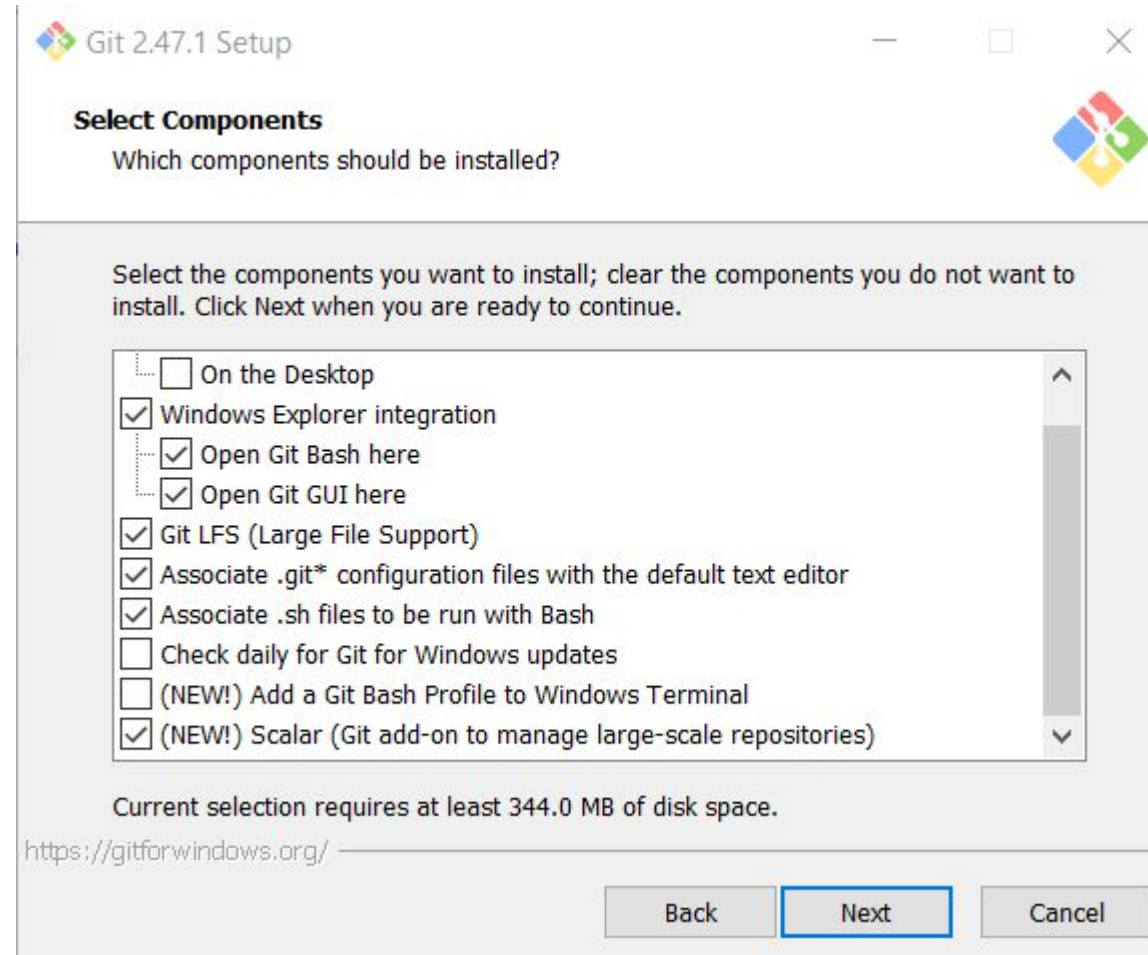 Git 2.47.1 Setup
Select Components
Which components should be installed?
Select the components you want to install; clear the components you do not want to
install. Click Next when you are ready to continue.
On the Desktop
Windows Explorer integration
Open Git Bash here
Open Git GUI here
Git LFS (Large File Support)
Associate .git* configuration files with the default text editor
Associate .sh files to be run with Bash
Check daily for Git for Windows updates
(NEW!) Add a Git Bash Profile to Windows Terminal
(NEW!) Scalar (Git add-on to manage large-scale repositories)
Current selection requires at least 344.0 MB of disk space.
https://gitforwindows.org/
Back Next Cancel